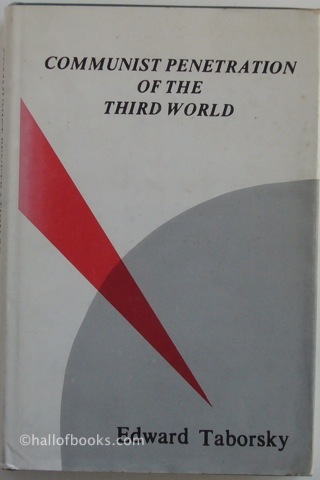 COMMUNIST PENETRATION
OF THE
THIRD WORLD
Edward Taborsky
©hallofbooks.com